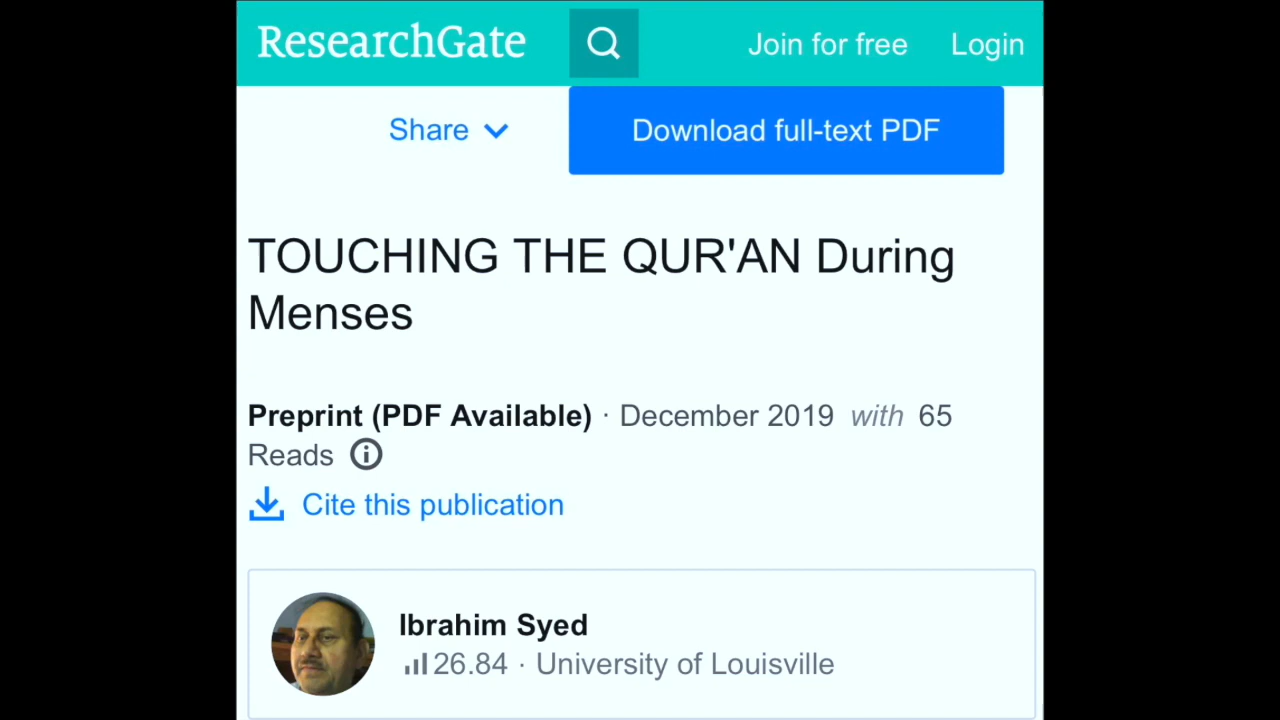 ResearchGate Join for free Login
Share Download full-text PDF
TOUCHING THE QUR'AN During
Menses
Preprint (PDF Available) · December 2019 with 65
Reads
Cite this publication
Ibrahim Syed
26.84 · University of Louisville